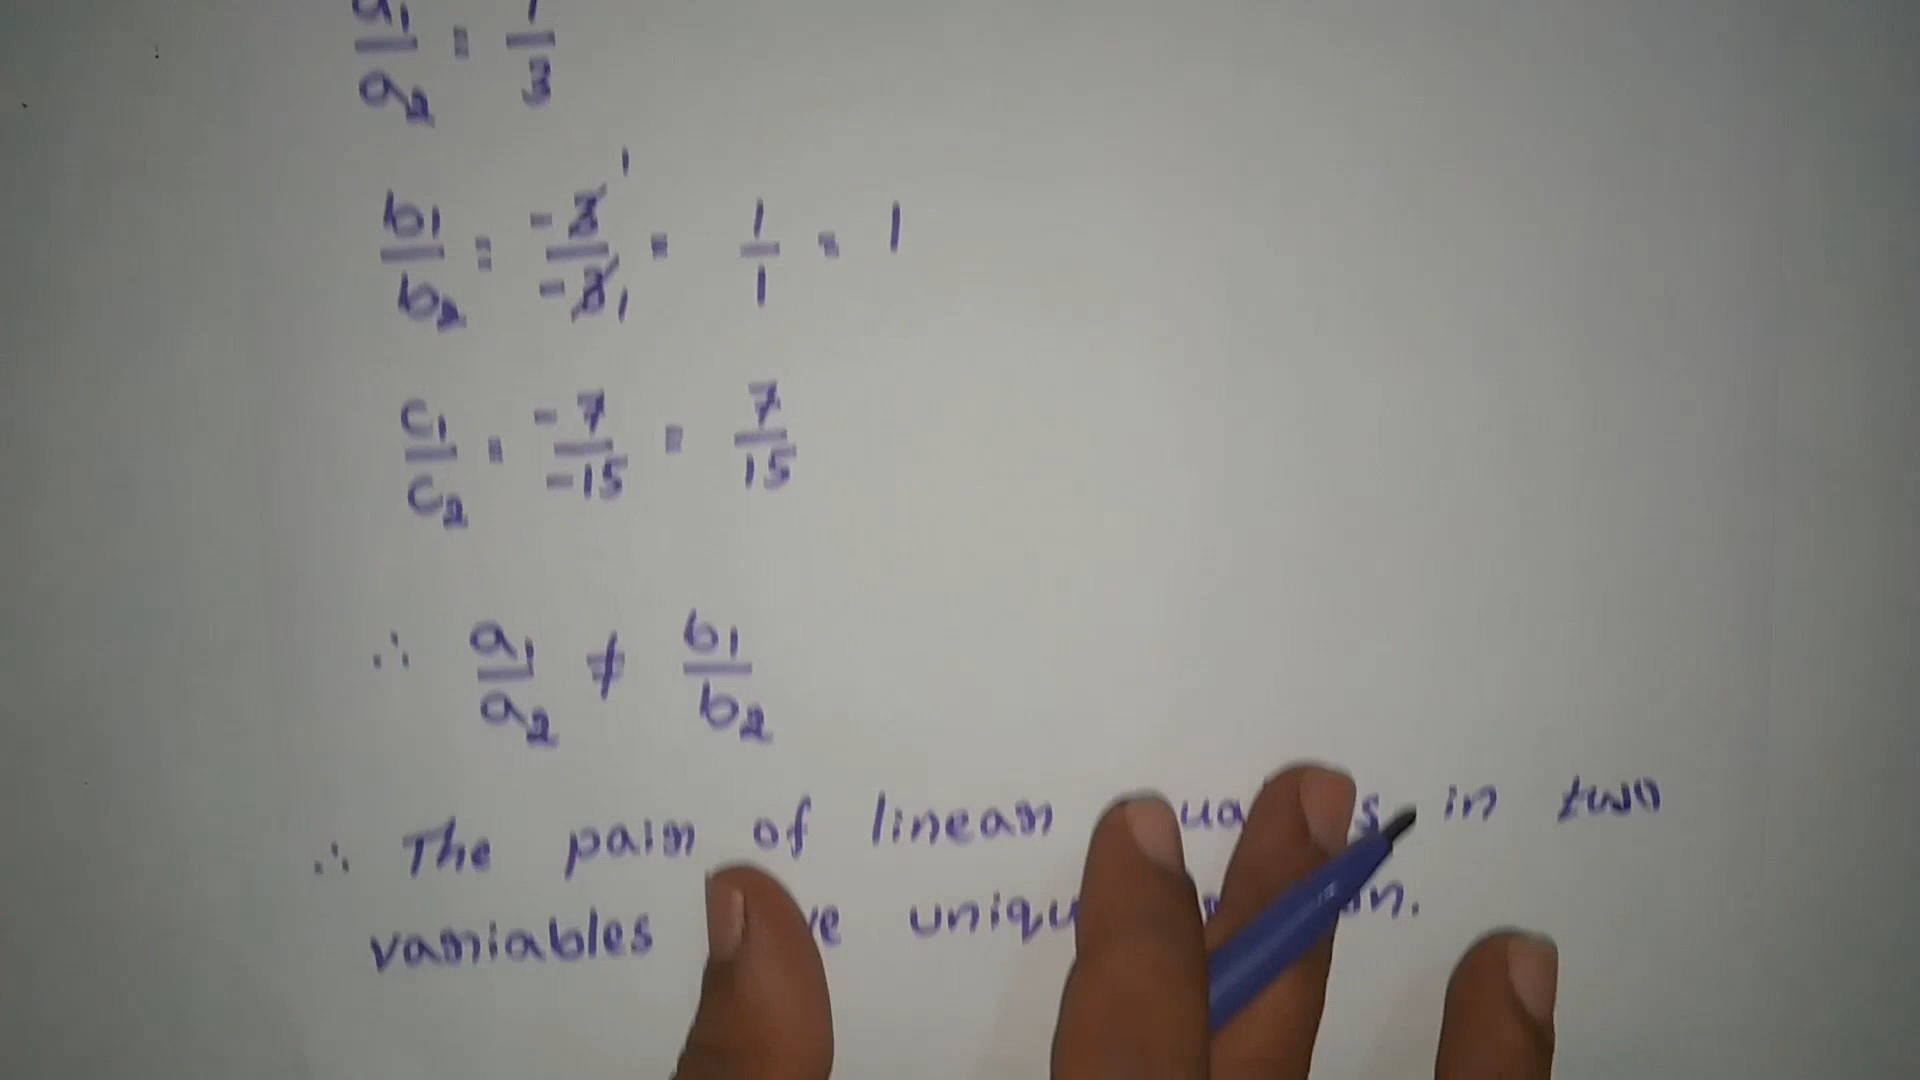 a1/a2 = 1/3
b1/b2 = -3/-3 = 1/1 = 1
c1/c2 = -7/-15 = 7/15
∴ a1/a2 ≠ b1/b2
∴ The pair of linear in two
variables